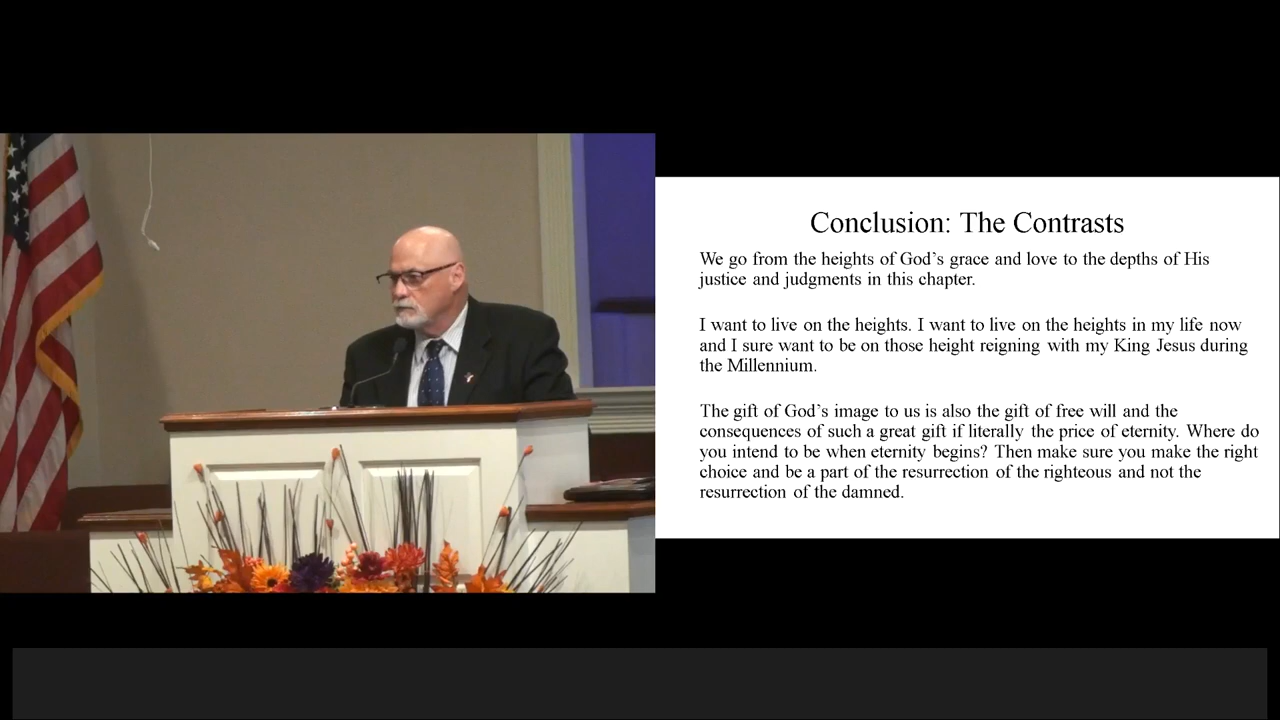 Conclusion: The Contrasts
We go from the heights of God's grace and love to the depths of His
justice and judgments in this chapter.
I want to live on the heights. I want to live on the heights in my life now
and I sure want to be on those height reigning with my King Jesus during
the Millennium.
The gift of God's image to us is also the gift of free will and the
consequences of such a great gift if literally the price of eternity. Where do
you intend to be when eternity begins? Then make sure you make the right
choice and be a part of the resurrection of the righteous and not the
resurrection of the damned.